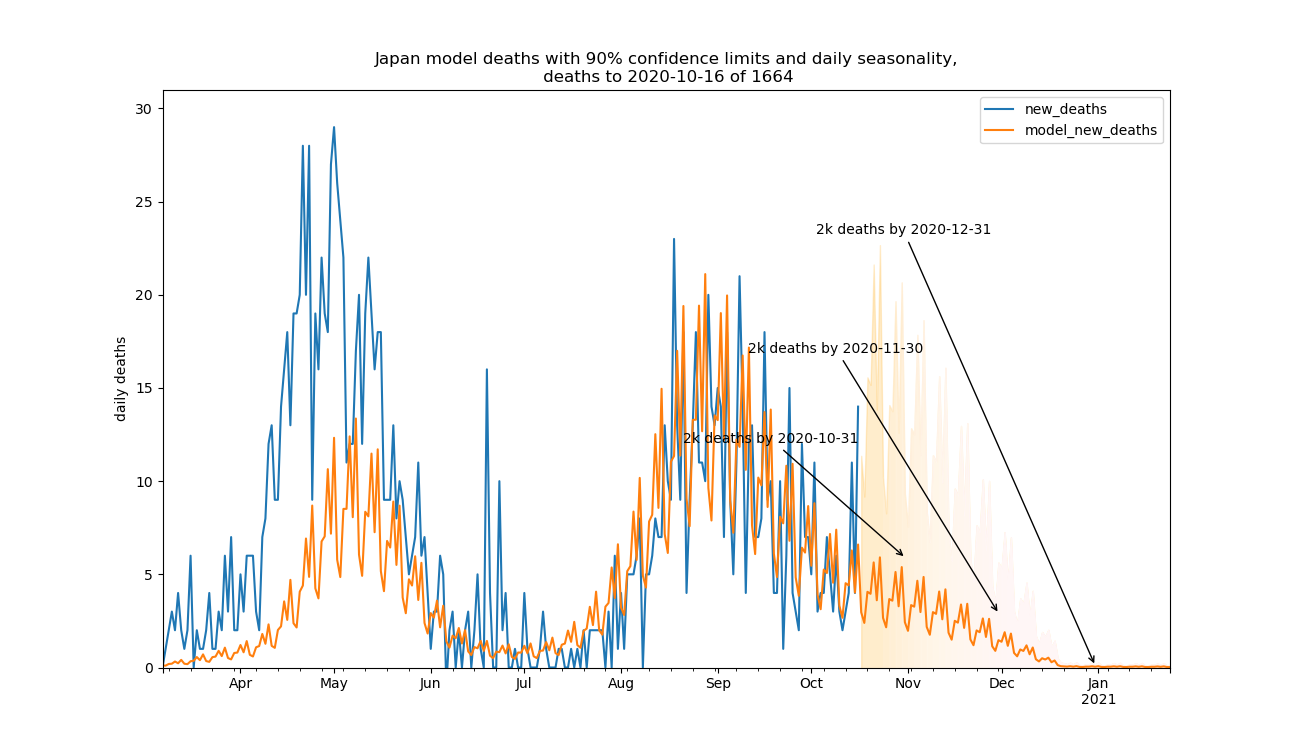 Japan model deaths with 90% confidence limits and daily seasonality,
deaths to 2020-10-16 of 1664
new_deaths
model_new_deaths
30
25
20
15
10
5
0
daily deaths
2k deaths by 2020-12-31
2k deaths by 2020-11-30
2k deaths by 2020-10-31
Apr May Jun Jul Aug Sep Oct Nov Dec Jan
2021